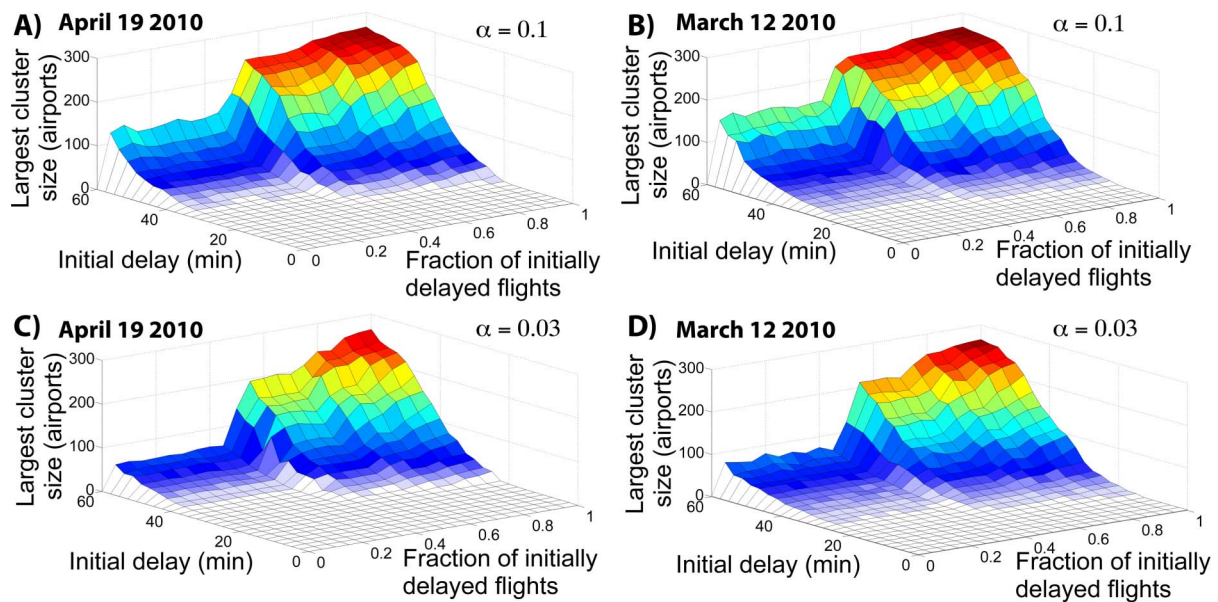 A) April 19 2010
α = 0.1
Largest cluster
size (airports)
300
200
100
0
60
40
20
0
Initial delay (min)
0
0.2
0.4
0.6
0.8
1
Fraction of initially
delayed flights
B) March 12 2010
α = 0.1
Largest cluster
size (airports)
300
200
100
0
60
40
20
0
Initial delay (min)
0
0.2
0.4
0.6
0.8
1
Fraction of initially
delayed flights
C) April 19 2010
α = 0.03
Largest cluster
size (airports)
300
200
100
0
60
40
20
0
Initial delay (min)
0
0.2
0.4
0.6
0.8
1
Fraction of initially
delayed flights
D) March 12 2010
α = 0.03
Largest cluster
size (airports)
300
200
100
0
60
40
20
0
Initial delay (min)
0
0.2
0.4
0.6
0.8
1
Fraction of initially
delayed flights